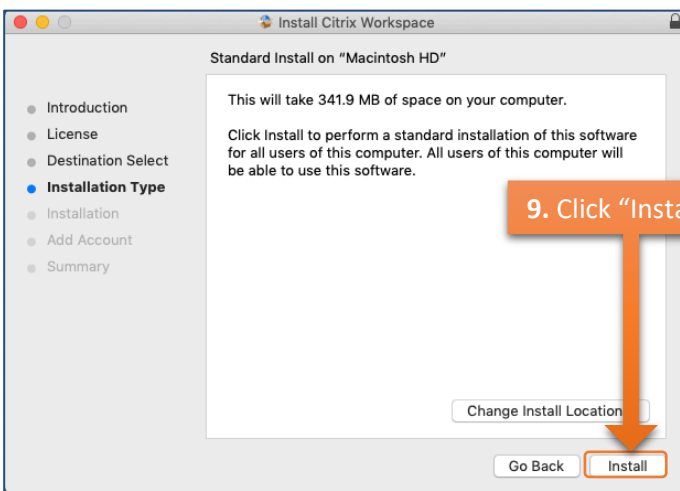 Install Citrix Workspace
Standard Install on “Macintosh HD”
Introduction
License
Destination Select
Installation Type
Installation
Add Account
Summary
This will take 341.9 MB of space on your computer.
Click Install to perform a standard installation of this software
for all users of this computer. All users of this computer will
be able to use this software.
9. Click “Insta
Change Install Location
Go Back
Install